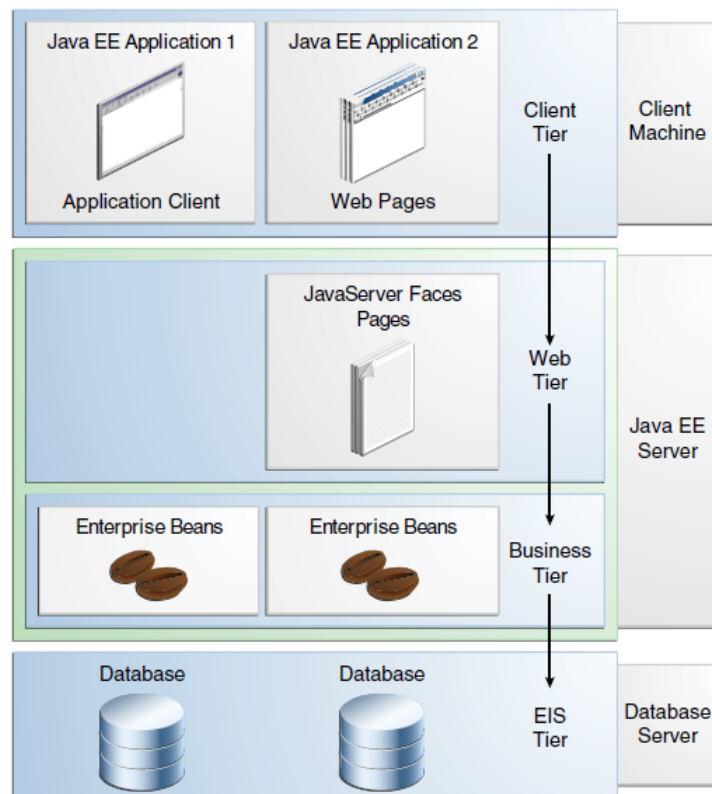 Java EE Application 1
Java EE Application 2
Application Client
Web Pages
Client
Tier
Client
Machine
JavaServer Faces
Pages
Web
Tier
Java EE
Server
Enterprise Beans
Enterprise Beans
Business
Tier
Database
Database
EIS
Tier
Database
Server